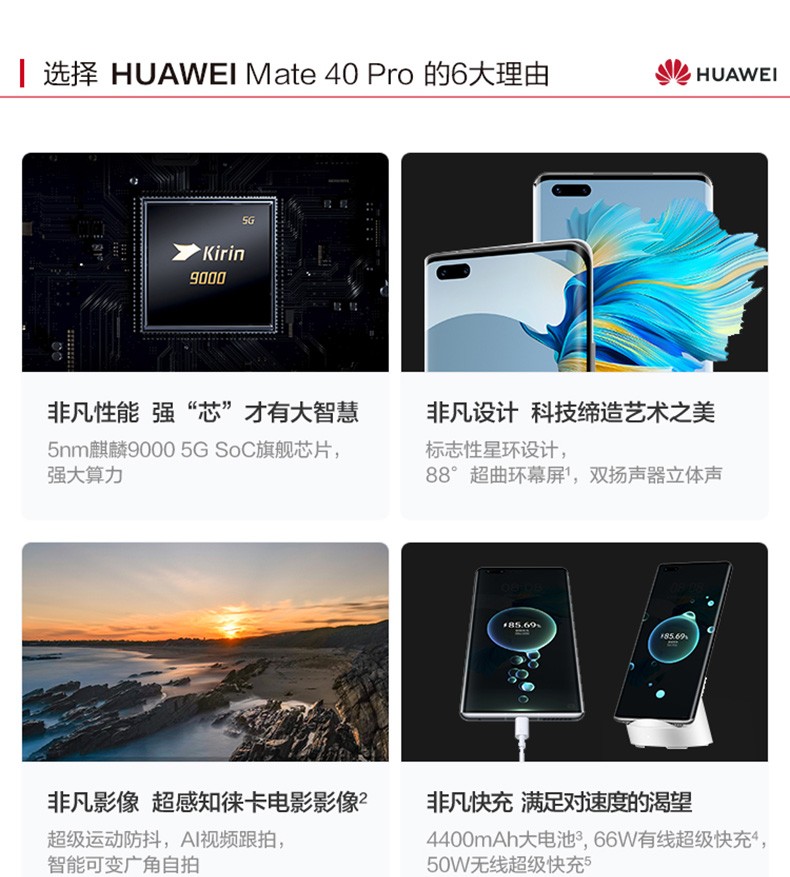 选择 HUAWEI Mate 40 Pro 的6大理由
HUAWEI
5G
Kirin
9000
非凡性能 强“芯”才有大智慧
5nm麒麟9000 5G SoC旗舰芯片，
强大算力
非凡设计 科技缔造艺术之美
标志性星环设计，
88°超曲环幕屏¹，双扬声器立体声
85.69%
85.69%
非凡影像 超感知徕卡电影影像²
超级运动防抖，AI视频跟拍，
智能可变广角自拍
非凡快充 满足对速度的渴望
4400mAh大电池³, 66W有线超级快充⁴，
50W无线超级快充⁵